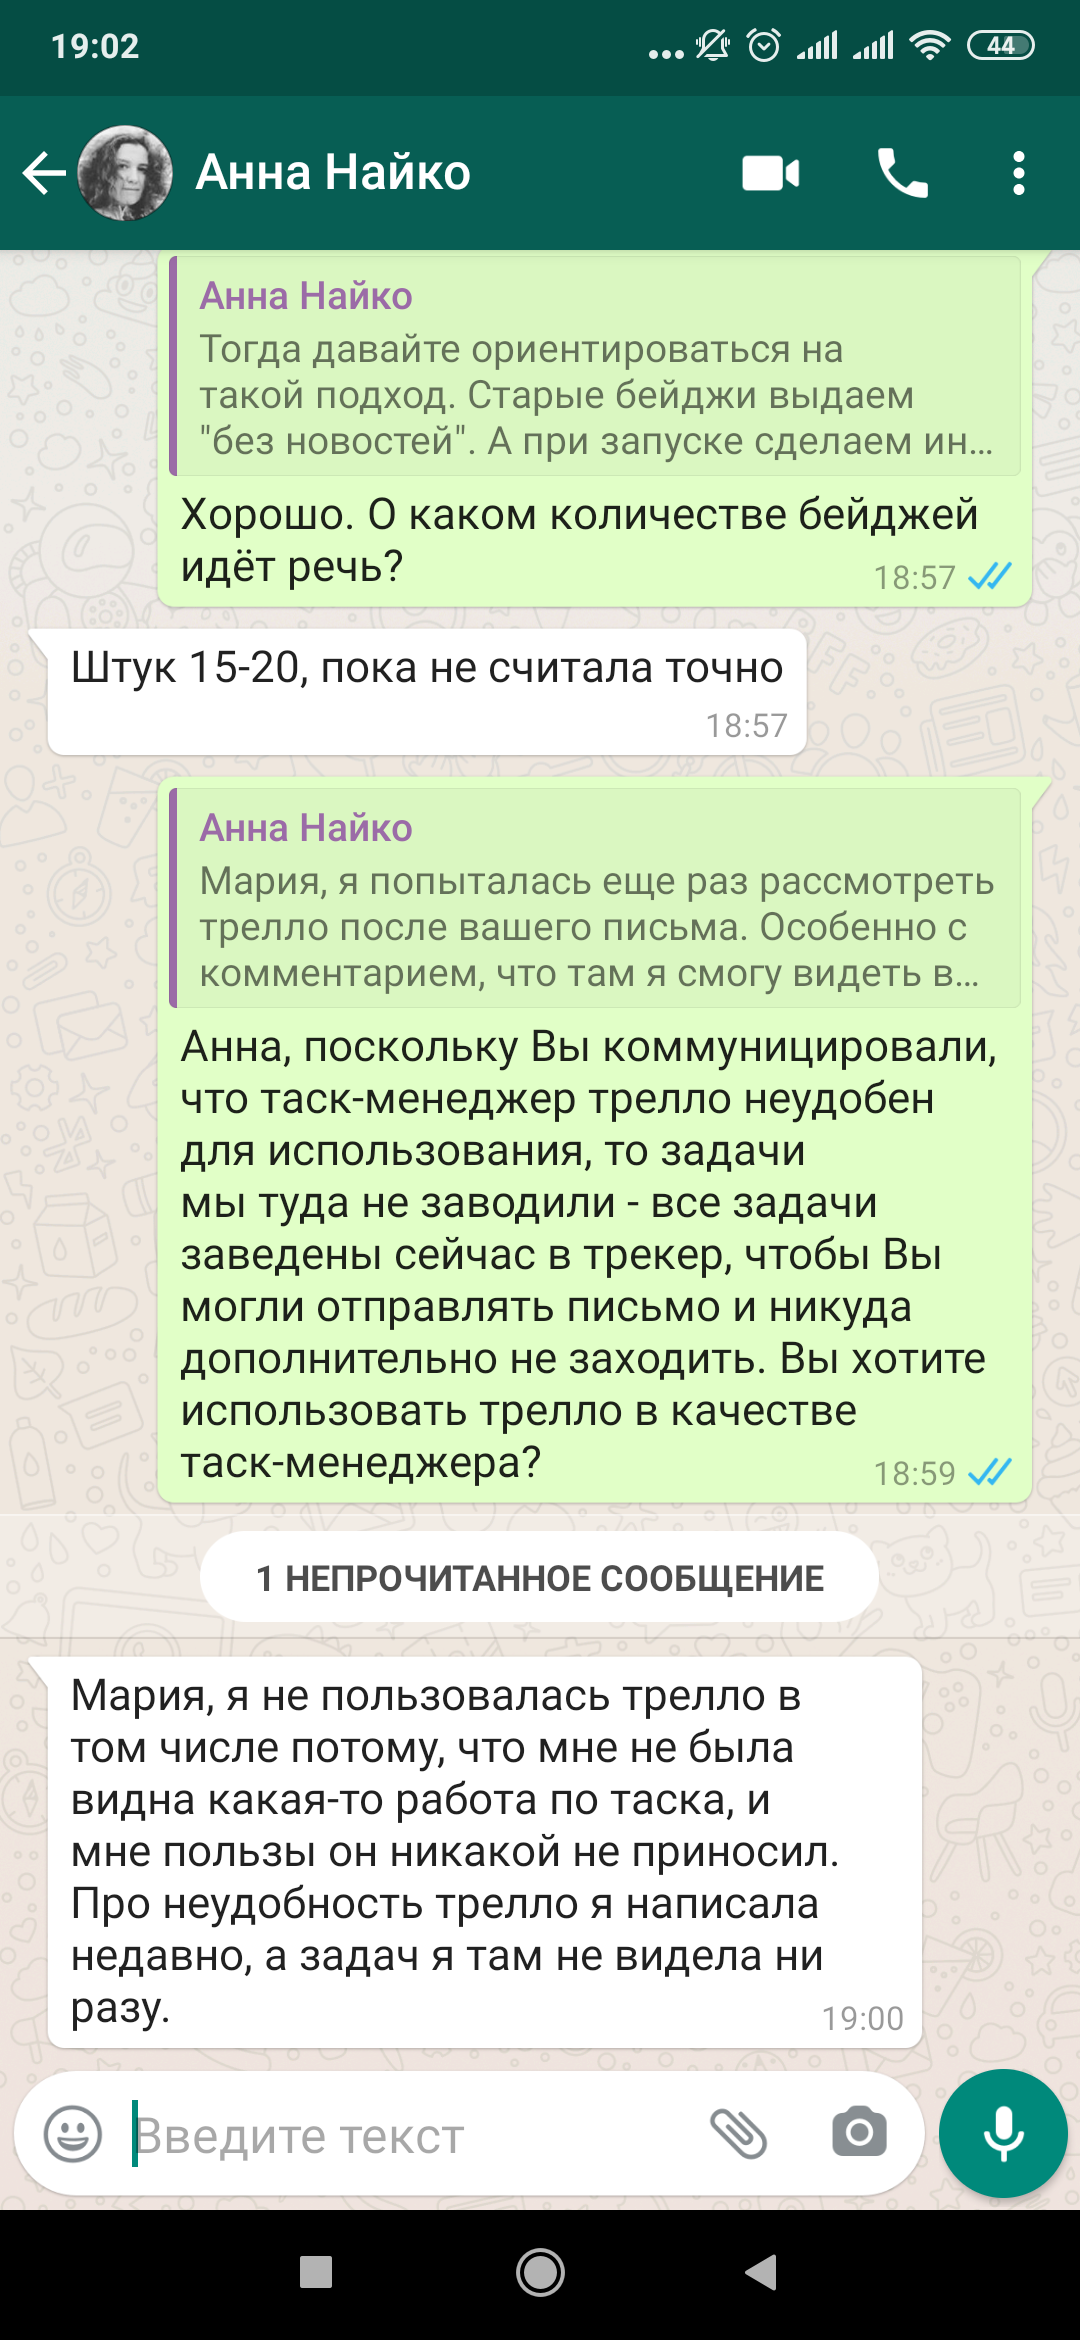 19:02
44
Анна Найко
Анна Найко
Тогда давайте ориентироваться на
такой подход. Старые бейджи выдаем
"без новостей". А при запуске сделаем ин...
Хорошо. О каком количестве бейджей
идёт речь?
18:57
Штук 15-20, пока не считала точно
18:57
Анна Найко
Мария, я попыталась еще раз рассмотреть
трелло после вашего письма. Особенно с
комментарием, что там я смогу видеть в...
Анна, поскольку Вы коммуницировали,
что таск-менеджер трелло неудобен
для использования, то задачи
мы туда не заводили - все задачи
заведены сейчас в трекер, чтобы Вы
могли отправлять письмо и никуда
дополнительно не заходить. Вы хотите
использовать трелло в качестве
таск-менеджера?
18:59
1 НЕПРОЧИТАННОЕ СООБЩЕНИЕ
Мария, я не пользовалась трелло в
том числе потому, что мне не была
видна какая-то работа по таска, и
мне пользы он никакой не приносил.
Про неудобность трелло я написала
недавно, а задач я там не видела ни
разу.
19:00
Введите текст